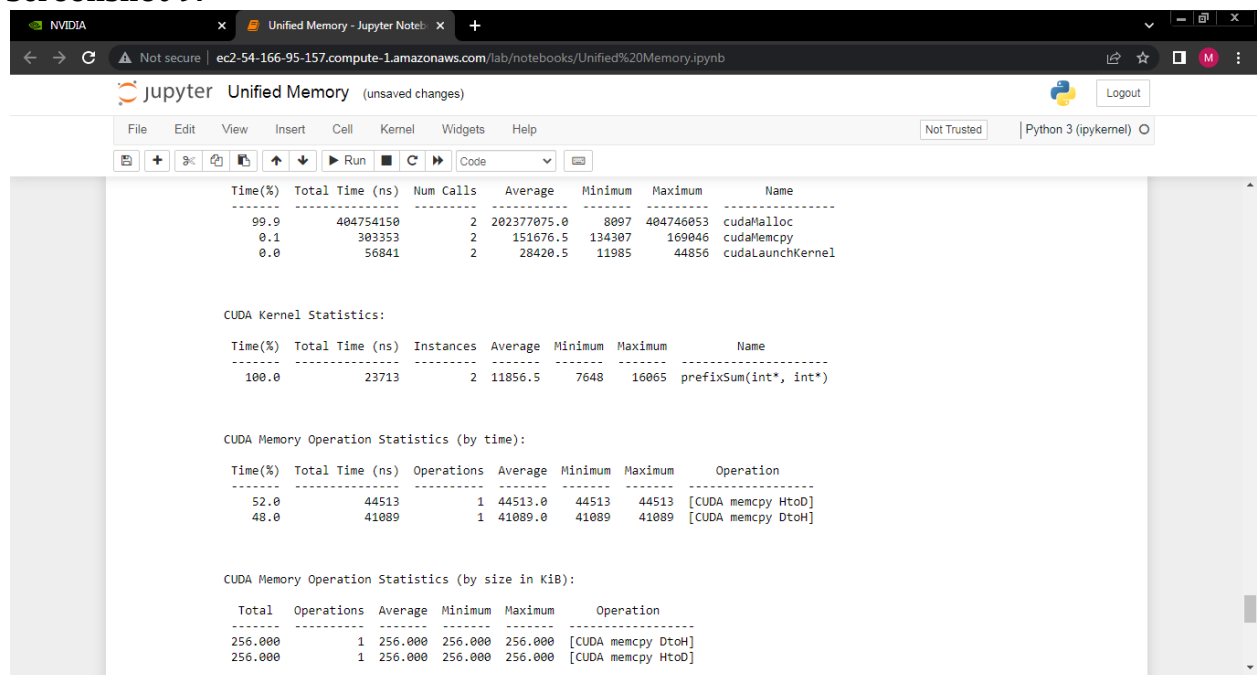 NVIDIA
Unified Memory - Jupyter Noteb
Not secure | ec2-54-166-95-157.compute-1.amazonaws.com/lab/notebooks/Unified%20Memory.ipynb
M
jupyter Unified Memory (unsaved changes)
Logout
File Edit View Insert Cell Kernel Widgets Help Not Trusted Python 3 (ipykernel)
Run Code
Time(%) Total Time (ns) Num Calls Average Minimum Maximum Name
------- --------------- --------- ----------- ------- --------- ----------------
99.9 404754150 2 202377075.0 8097 404746053 cudaMalloc
0.1 303353 2 151676.5 134307 169046 cudaMemcpy
0.0 56841 2 28420.5 11985 44856 cudaLaunchKernel
CUDA Kernel Statistics:
Time(%) Total Time (ns) Instances Average Minimum Maximum Name
------- --------------- --------- ------- ------- ------- ----------------------
100.0 23713 2 11856.5 7648 16065 prefixSum(int*, int*)
CUDA Memory Operation Statistics (by time):
Time(%) Total Time (ns) Operations Average Minimum Maximum Operation
------- --------------- ---------- ------- ------- ------- ------------------
52.0 44513 1 44513.0 44513 44513 [CUDA memcpy HtoD]
48.0 41089 1 41089.0 41089 41089 [CUDA memcpy DtoH]
CUDA Memory Operation Statistics (by size in KiB):
Total Operations Average Minimum Maximum Operation
------- ---------- ------- ------- ------- ------------------
256.000 1 256.000 256.000 256.000 [CUDA memcpy DtoH]
256.000 1 256.000 256.000 256.000 [CUDA memcpy HtoD]